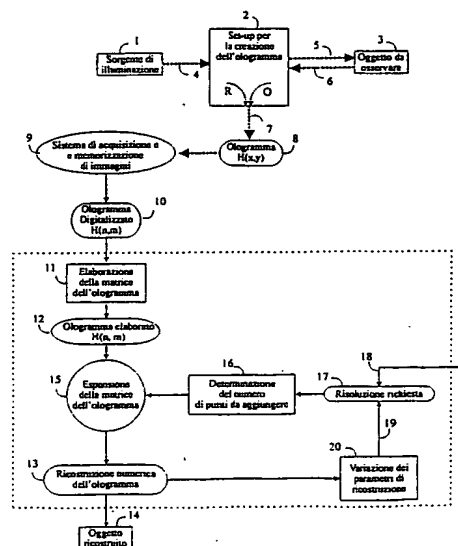 2
Set-up per
la creazione
dell'ologramma
R
O
1
Sorgente di
illuminazione
4
5
6
3
Oggetto da
osservare
7
8
Ologramma
H(x,y)
9
Sistema di acquisizione e
e memorizzazione
di immagini
10
Ologramma
Digitalizzato
H(n,m)
11
Elaborazione
della matrice
dell'ologramma
12
Ologramma elaborato
H(n, m)
15
Espansione
della matrice
dell'ologramma
16
Determinazione
del numero
di punti da aggiungere
17
18
Risoluzione richiesta
19
20
Variazione dei
parametri di
ricostruzione
13
Ricostruzione numerica
dell'ologramma
14
Oggetto
ricostruito